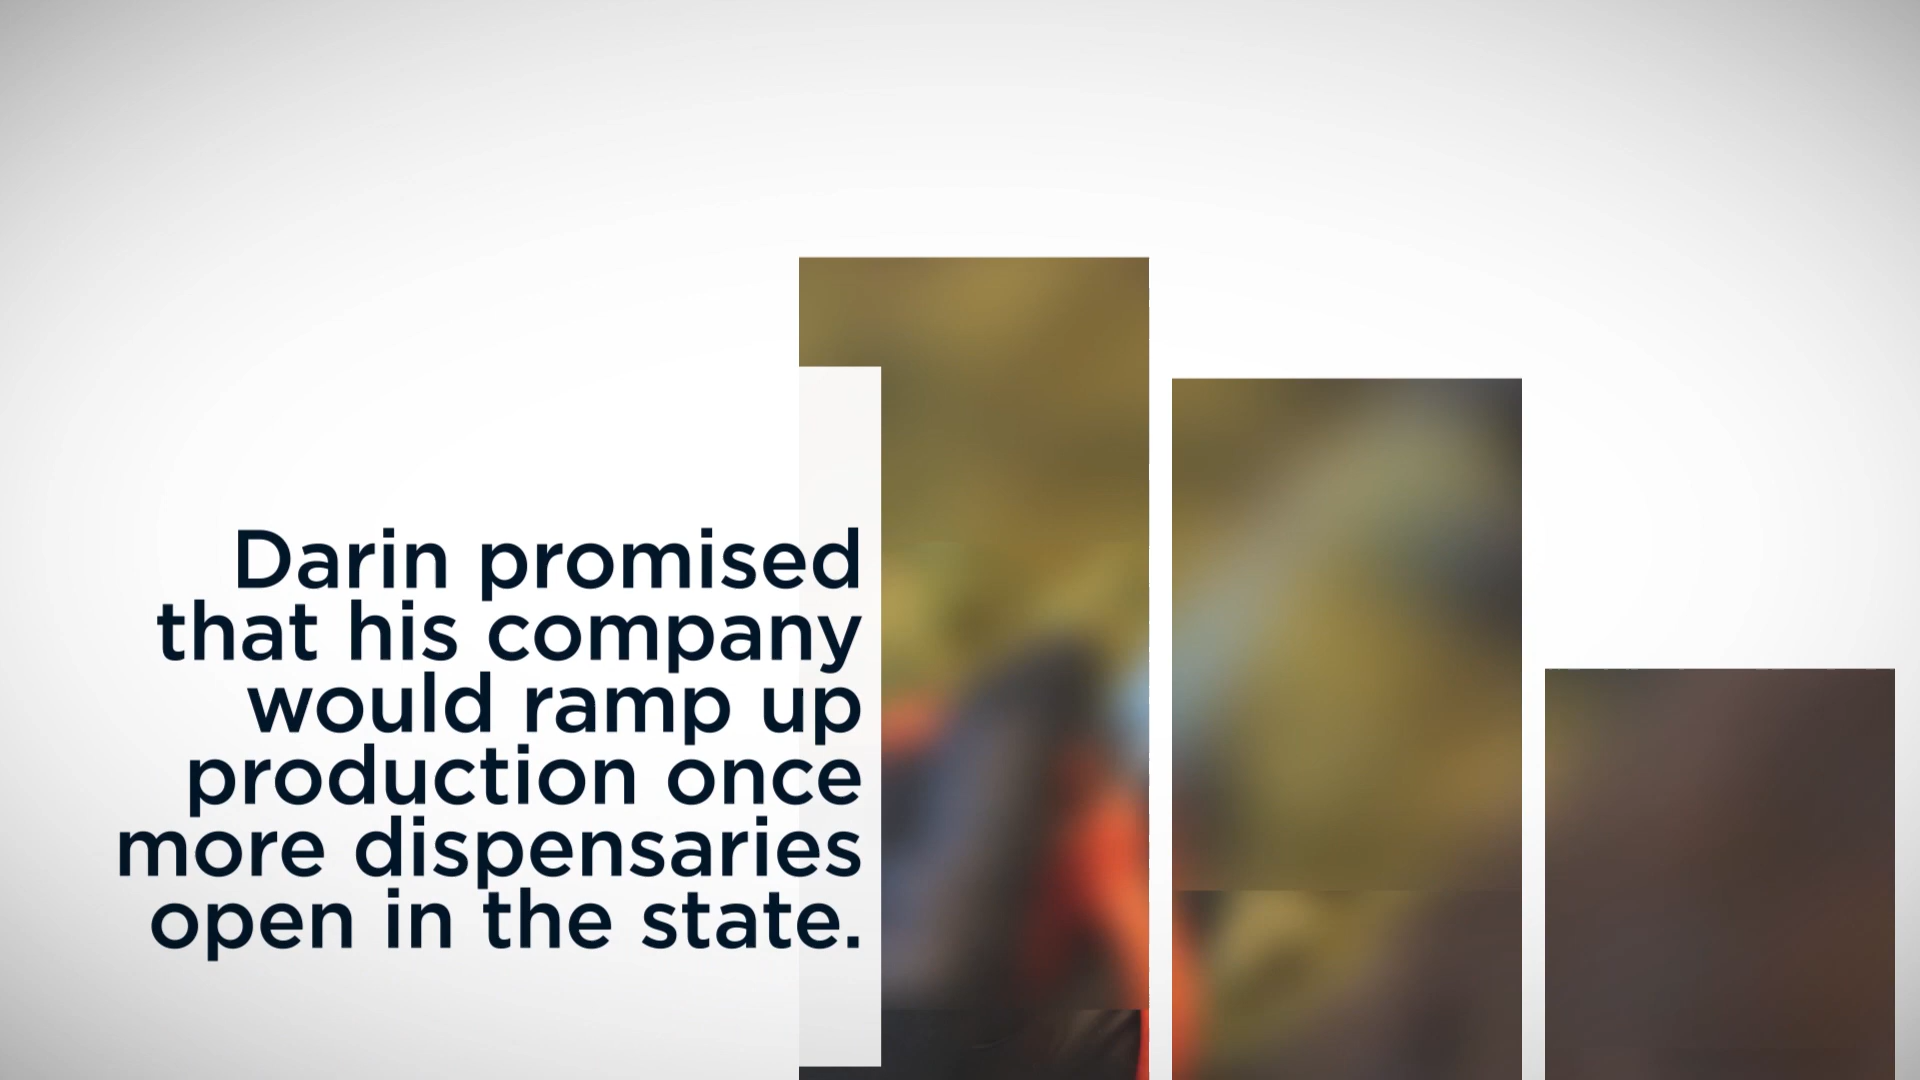 Darin promised
that his company
would ramp up
production once
more dispensaries
open in the state.